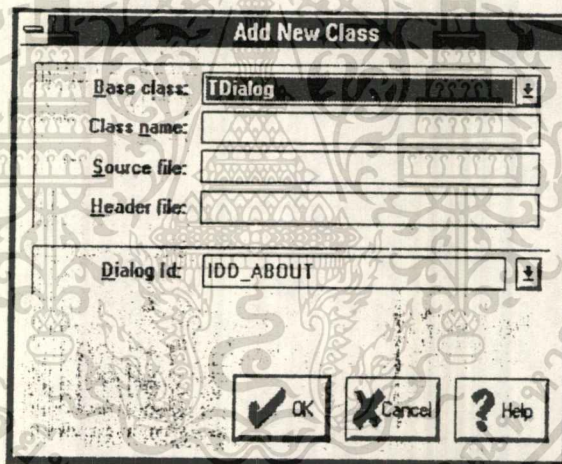 Add New Class
Base class: TDialog
Class name:
Source file:
Header file:
Dialog Id: IDD_ABOUT
OK Cancel Help